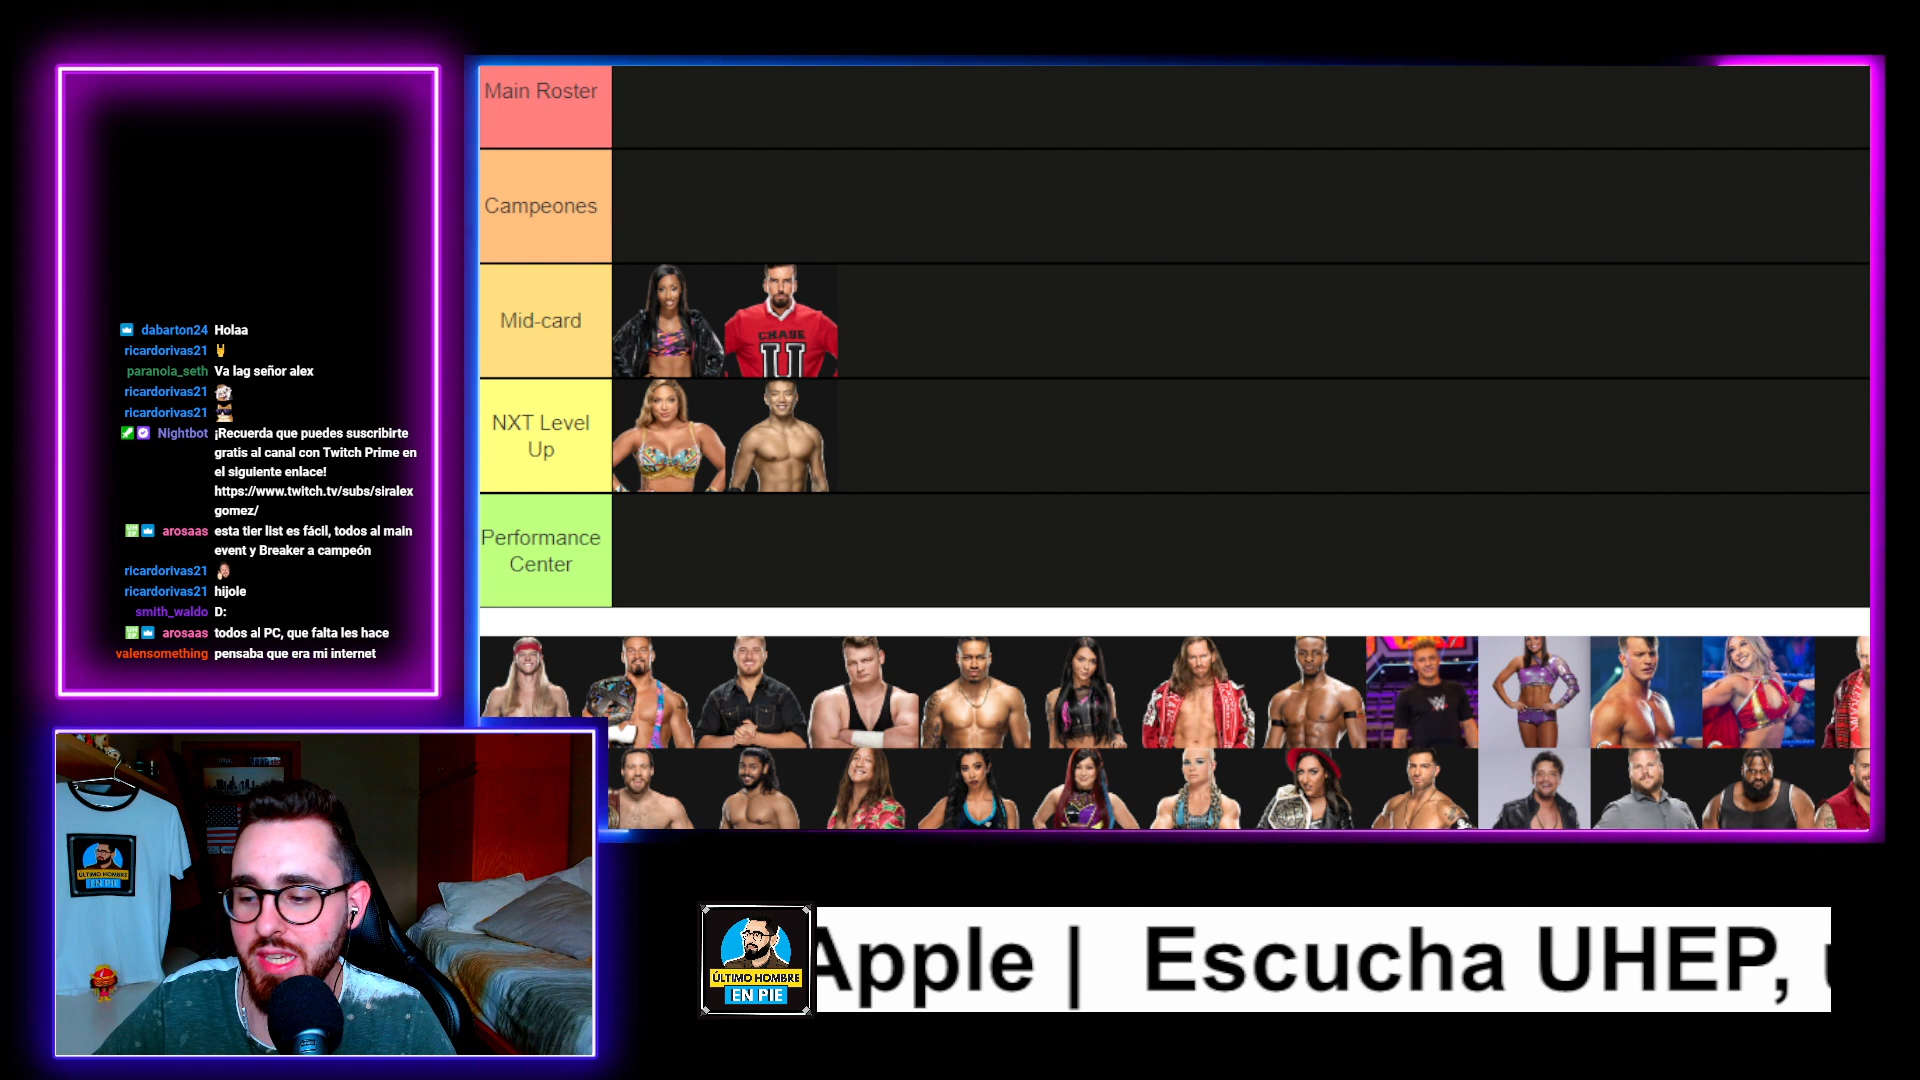 dabarton24 Holaa
ricardorivas21
paranoia_seth Va lag señor alex
ricardorivas21
ricardorivas21
Nightbot ¡Recuerda que puedes suscribirte
gratis al canal con Twitch Prime en
el siguiente enlace!
https://www.twitch.tv/subs/siralex
gomez/
arosaas esta tier list es fácil, todos al main
event y Breaker a campeón
ricardorivas21
ricardorivas21 hijole
smith_waldo D:
arosaas todos al PC, que falta les hace
valensomething pensaba que era mi internet
Main Roster
Campeones
Mid-card
CHASE
U
NXT Level
Up
Performance
Center
W
ÚLTIMO HOMBRE
EN PIE
ÚLTIMO HOMBRE
EN PIE
Apple | Escucha UHEP,